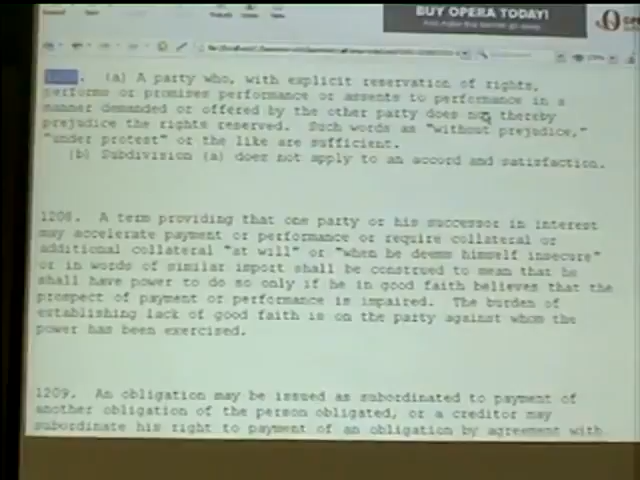 BUY OPERA TODAY!
. (a) A party who, with explicit reservation of rights,
performs or promises performance or assents to performance in a
manner demanded or offered by the other party does not thereby
prejudice the rights reserved. Such words as "without prejudice,"
"under protest" or the like are sufficient.
(b) Subdivision (a) does not apply to an accord and satisfaction.
1208. A term providing that one party or his successor in interest
may accelerate payment or performance or require collateral or
additional collateral "at will" or "when he deems himself insecure"
or in words of similar import shall be construed to mean that he
shall have power to do so only if he in good faith believes that the
prospect of payment or performance is impaired. The burden of
establishing lack of good faith is on the party against whom the
power has been exercised.
1209. An obligation may be issued as subordinated to payment of
another obligation of the person obligated, or a creditor may
subordinate his right to payment of an obligation by agreement with